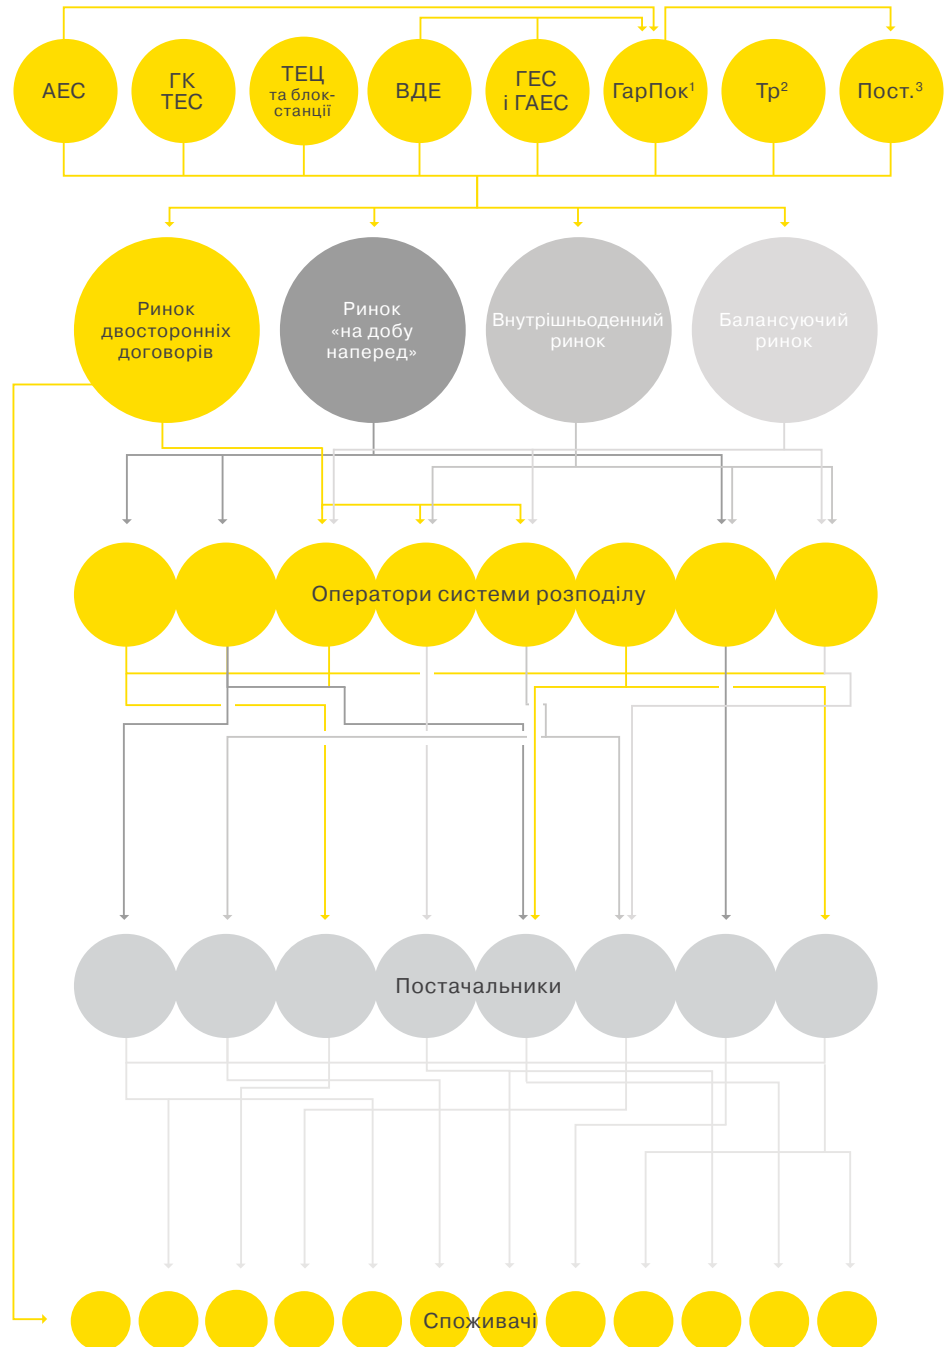 АЕС
ГК
ТЕС
ТЕЦ
та блок-
станції
ВДЕ
ГЕС
і ГАЕС
ГарПок¹
Тр²
Пост.³
Ринок
двосторонніх
договорів
Ринок
«на добу
наперед»
Внутрішньоденний
ринок
Балансуючий
ринок
Оператори системи розподілу
Постачальники
Споживачі